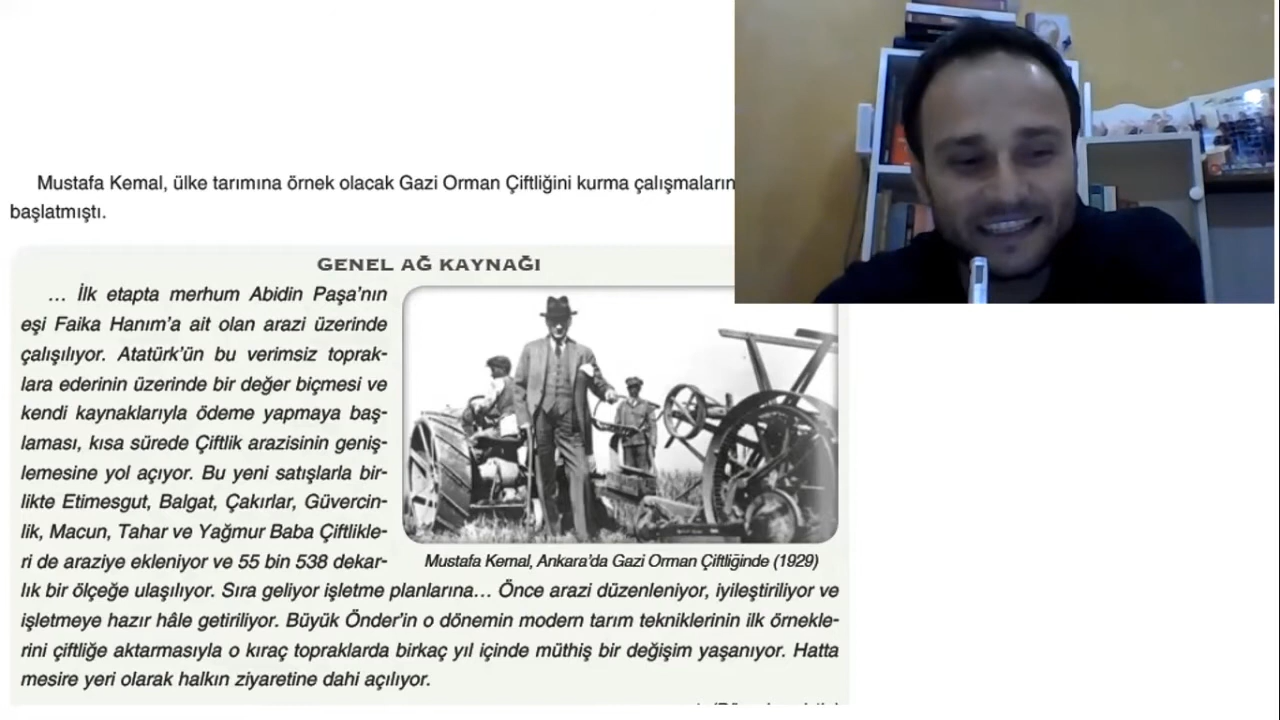 Mustafa Kemal, ülke tarımına örnek olacak Gazi Orman Çiftliğini kurma çalışmaların
başlatmıştı.
GENEL AĞ KAYNAĞI
… İlk etapta merhum Abidin Paşa’nın
eşi Faika Hanım’a ait olan arazi üzerinde
çalışılıyor. Atatürk’ün bu verimsiz toprak-
lara ederinin üzerinde bir değer biçmesi ve
kendi kaynaklarıyla ödeme yapmaya baş-
laması, kısa sürede Çiftlik arazisinin geniş-
lemesine yol açıyor. Bu yeni satışlarla bir-
likte Etimesgut, Balgat, Çakırlar, Güvercin-
lik, Macun, Tahar ve Yağmur Baba Çiftlikle-
ri de araziye ekleniyor ve 55 bin 538 dekar-
Mustafa Kemal, Ankara’da Gazi Orman Çiftliğinde (1929)
lık bir ölçeğe ulaşılıyor. Sıra geliyor işletme planlarına… Önce arazi düzenleniyor, iyileştiriliyor ve
işletmeye hazır hâle getiriliyor. Büyük Önder’in o dönemin modern tarım tekniklerinin ilk örnekle-
rini çiftliğe aktarmasıyla o kıraç topraklarda birkaç yıl içinde müthiş bir değişim yaşanıyor. Hatta
mesire yeri olarak halkın ziyaretine dahi açılıyor.